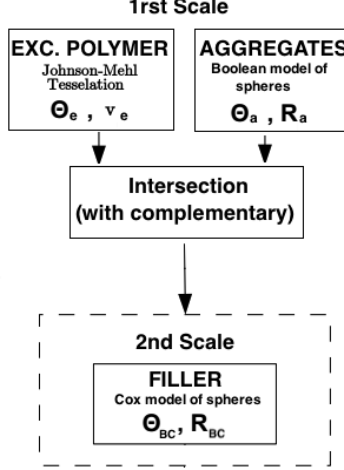 1rst Scale
EXC. POLYMER
Johnson-Mehl
Tesselation
Θe , ve
AGGREGATES
Boolean model of
spheres
Θa , Ra
Intersection
(with complementary)
2nd Scale
FILLER
Cox model of spheres
ΘBC, RBC